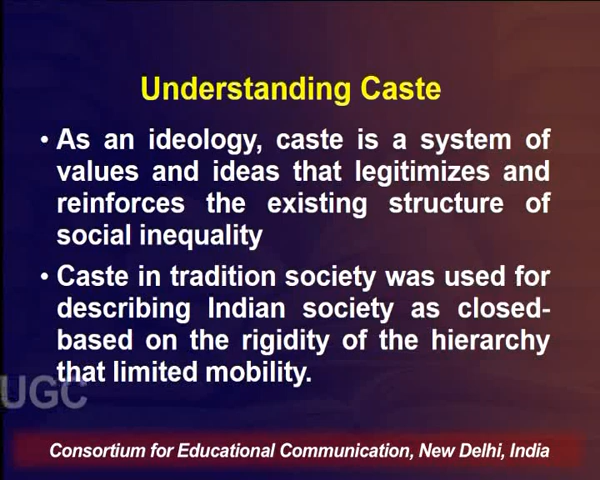 Understanding Caste
• As an ideology, caste is a system of
values and ideas that legitimizes and
reinforces the existing structure of
social inequality
• Caste in tradition society was used for
describing Indian society as closed-
based on the rigidity of the hierarchy
that limited mobility.
UGC
Consortium for Educational Communication, New Delhi, India